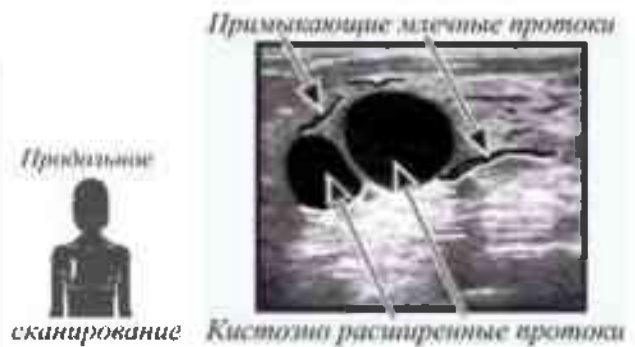 Примыкающие млечные протоки
Продольное
сканирование
Кистозно расширенные протоки